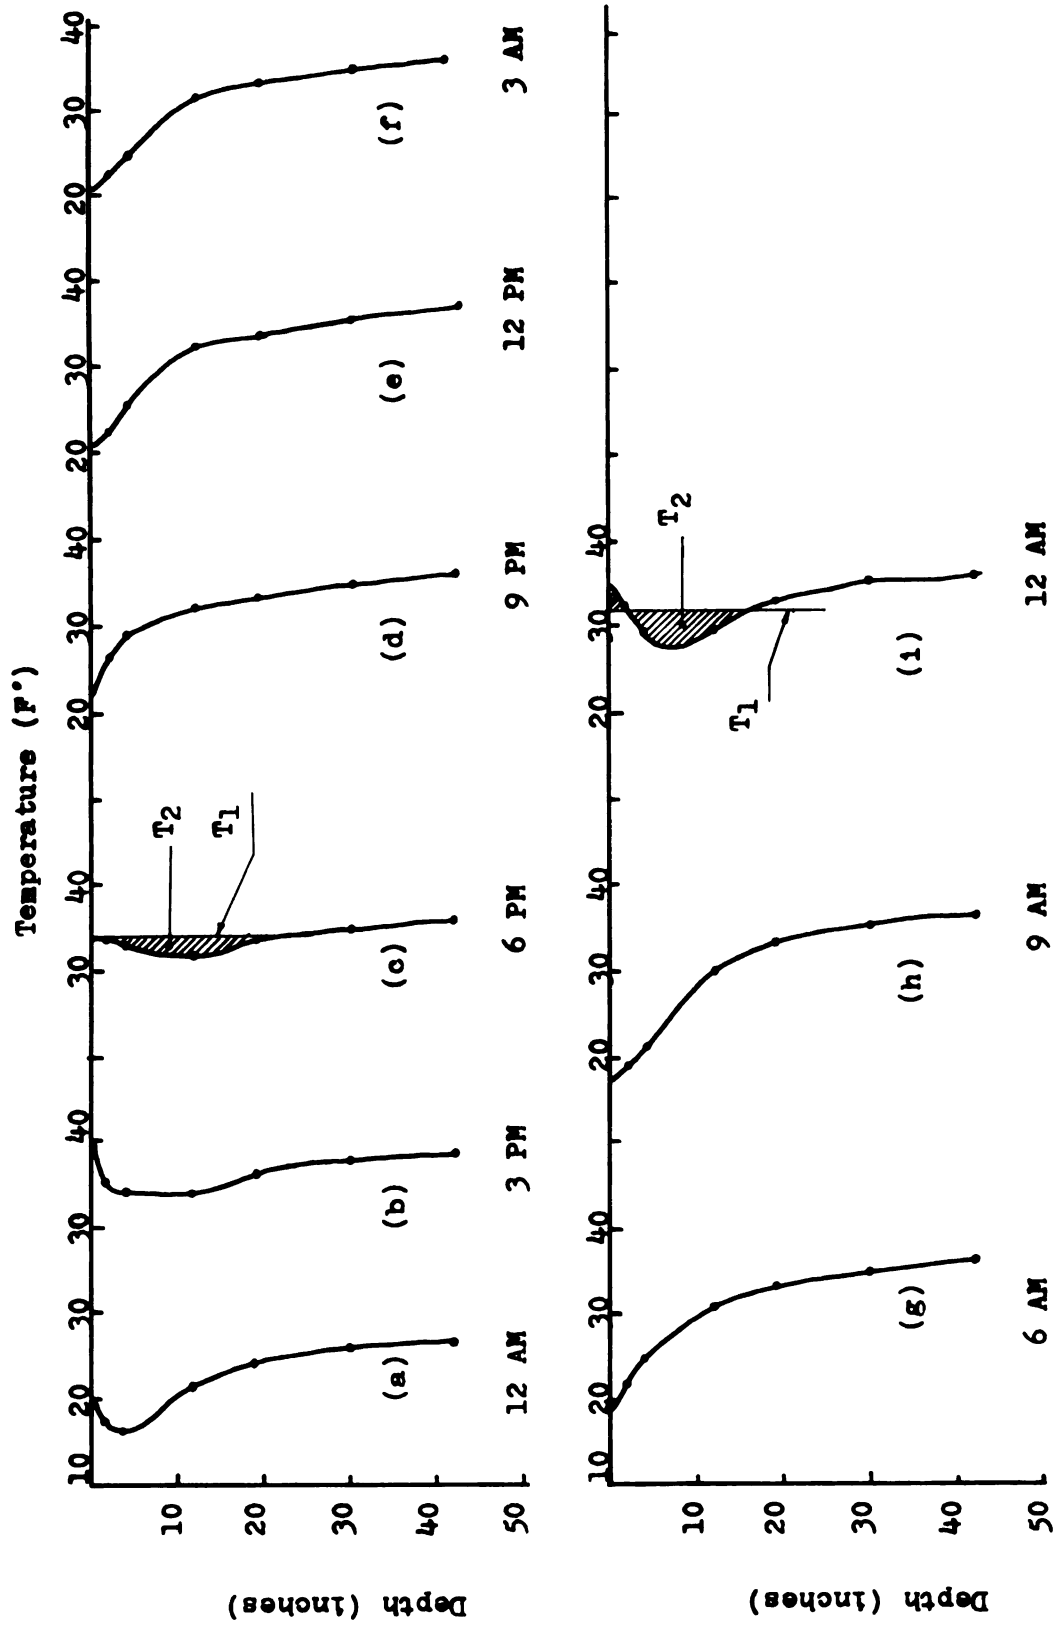 Temperature (F°)
10 20 30 30 40 30 40 20 30 40 20 30 40 20 30 40
T2
T1
10
20
30
40
50
Depth (inches)
(a) (b) (c) (d) (e) (f)
12 AM 3 PM 6 PM 9 PM 12 PM 3 AM
10 20 30 40 20 30 40 20 30 40
T2
T1
10
20
30
40
50
Depth (inches)
(g) (h) (i)
6 AM 9 AM 12 AM